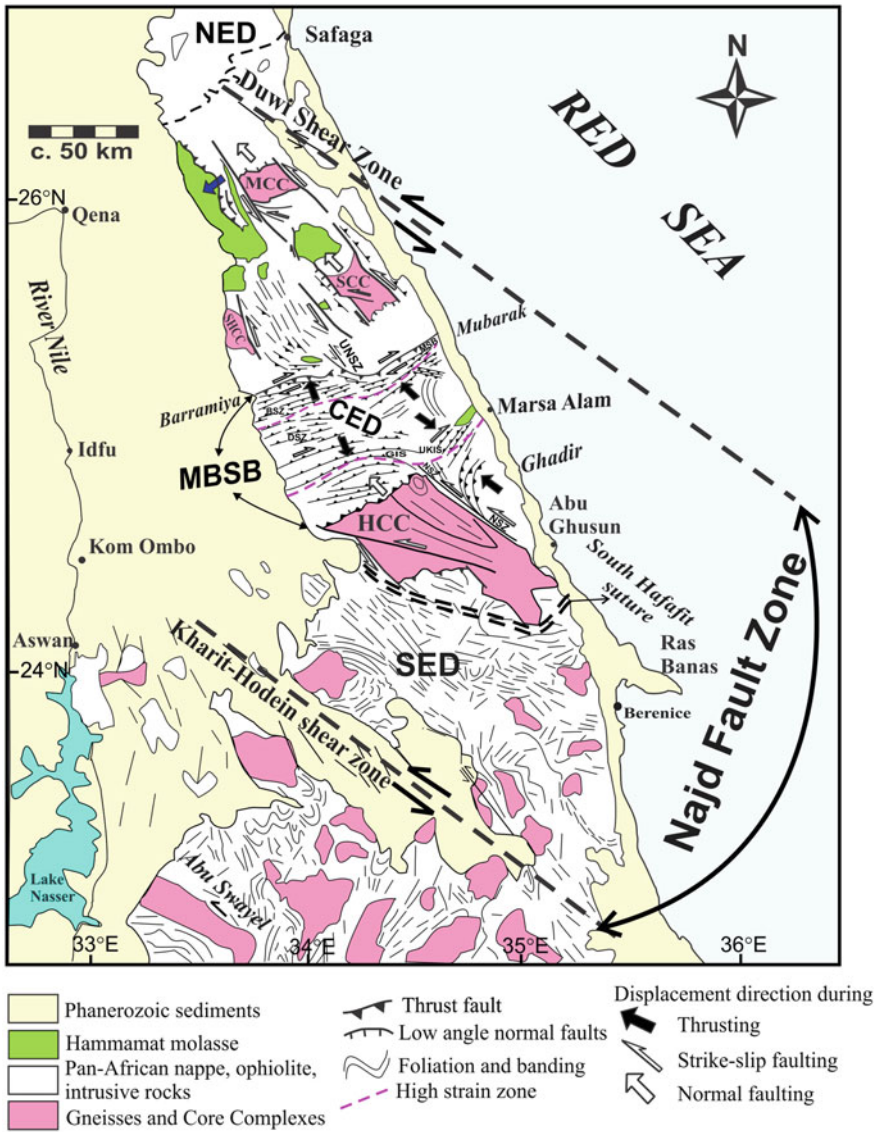 NED
Safaga
N
c. 50 km
Duwi Shear Zone
RED
SEA
26°N
Qena
MCC
SCC
SHCC
River Nile
Mubarak
MSB
UNSZ
Barramiya
BSZ
CED
Marsa Alam
DSZ
Idfu
UKIS
GIS
Ghadir
MBSB
NSZ
HCC
NSZ
Abu
Ghusun
Kom Ombo
South Hafafit
suture
Aswan
24°N
Kharit-Hodein shear zone
SED
Ras
Banas
Berenice
Najd Fault Zone
Lake
Nasser
Abu Swayel
33°E
34°E
35°E
36°E
Phanerozoic sediments
Hammamat molasse
Pan-African nappe, ophiolite,
intrusive rocks
Gneisses and Core Complexes
Thrust fault
Low angle normal faults
Foliation and banding
High strain zone
Displacement direction during
Thrusting
Strike-slip faulting
Normal faulting